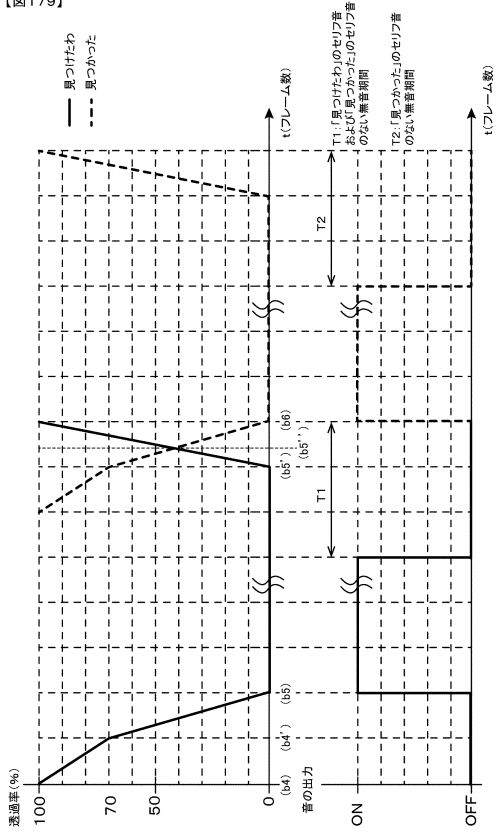 【図179】
見つけたわ
見つかった
透過率(%)
100
70
50
0
t(フレーム数)
(b4)
(b4')
(b5)
(b5')
(b5'')
(b6)
T1
T2
T1:「見つけたわ」のセリフ音
および「見つかった」のセリフ音
のない無音期間
T2:「見つかった」のセリフ音
のない無音期間
音の出力
ON
OFF
t(フレーム数)